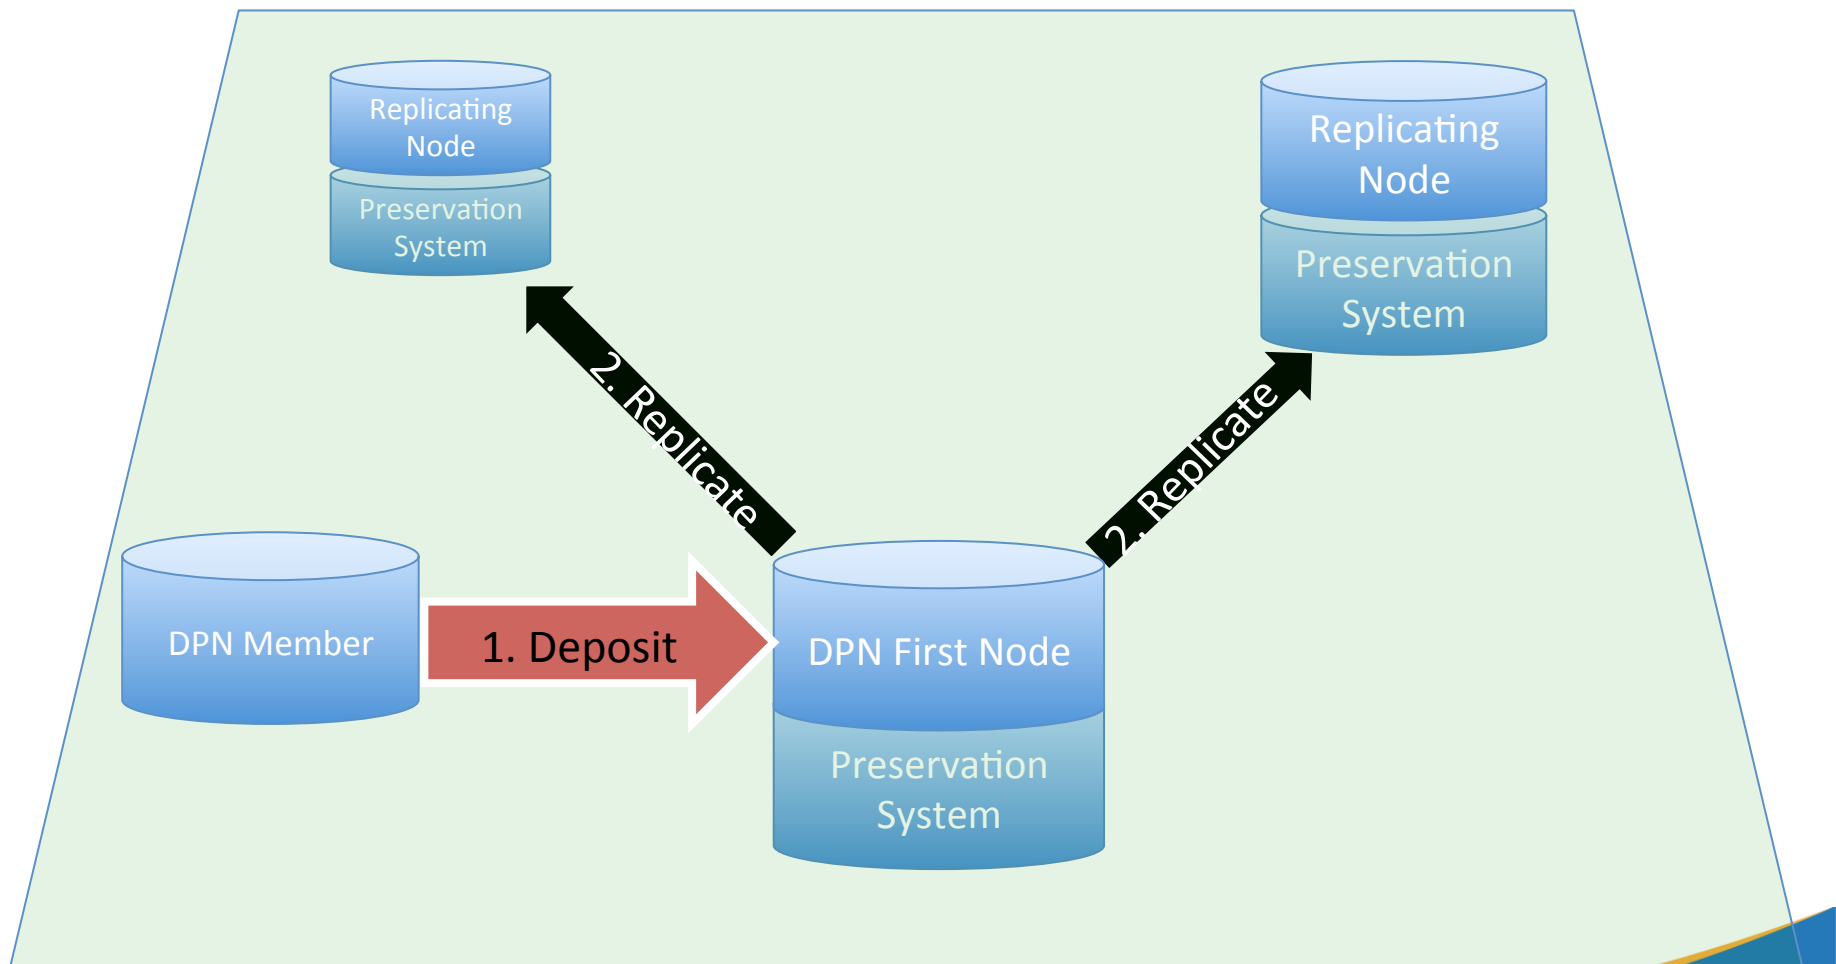 Replicating
Node
Preservation
System
Replicating
Node
Preservation
System
2. Replicate
2. Replicate
DPN Member
1. Deposit
DPN First Node
Preservation
System